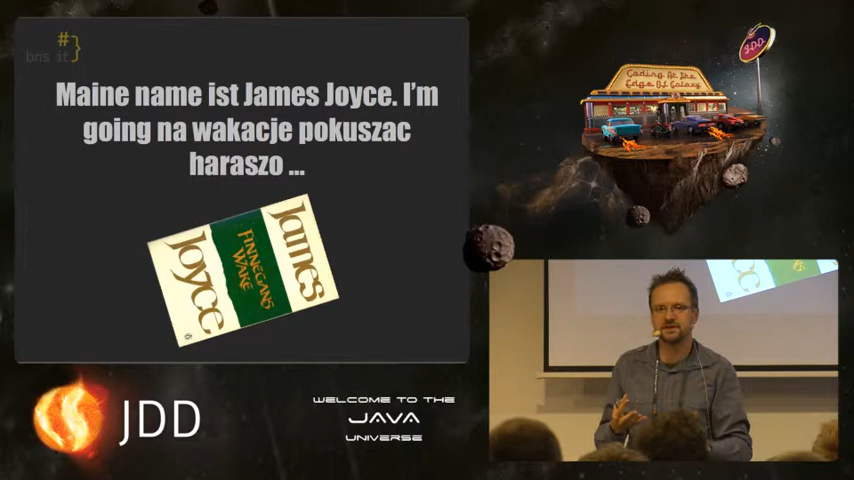 #}
bns it
Maine name ist James Joyce. I'm
going na wakacje pokuszac
haraszo ...
James
FINNEGANS
WAKE
Joyce
Coding At The
Edge Of Galaxy
J.D.D.
JDD
WELCOME TO THE
JAVA
UNIVERSE